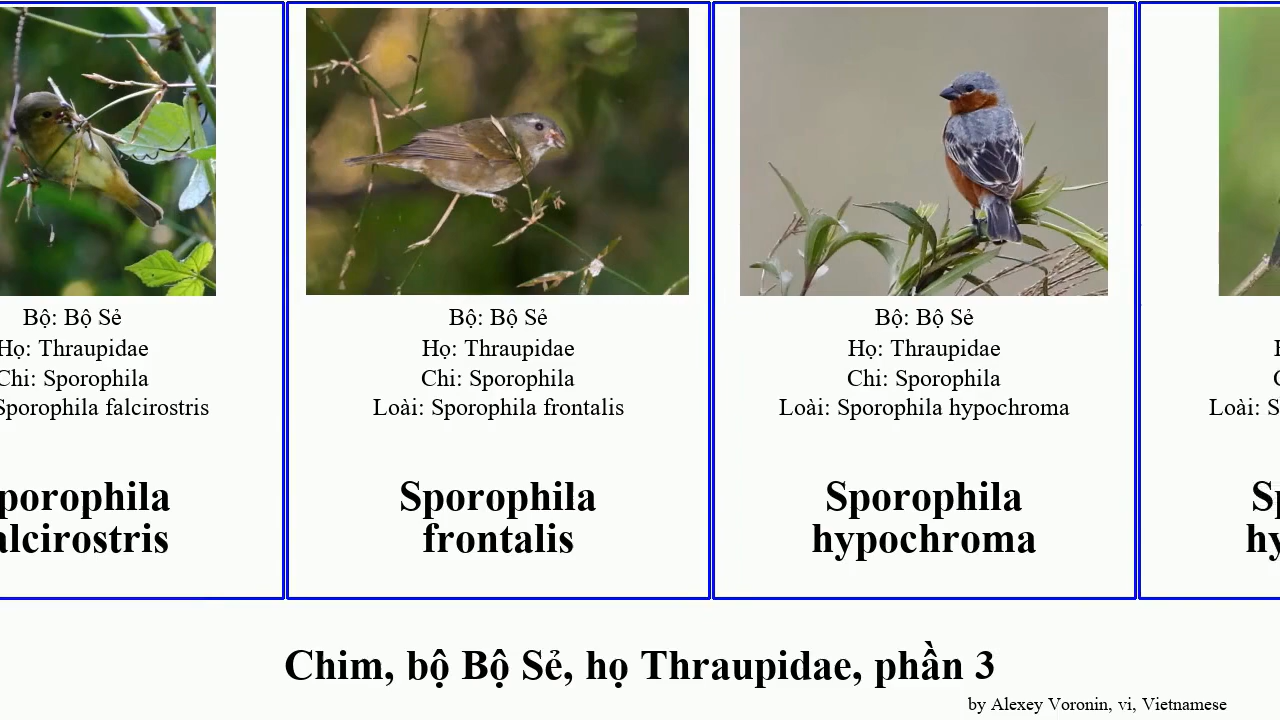 Bộ: Bộ Sẻ
Họ: Thraupidae
Chi: Sporophila
Sporophila falcirostris
porophila
alcirostris
Bộ: Bộ Sẻ
Họ: Thraupidae
Chi: Sporophila
Loài: Sporophila frontalis
Sporophila
frontalis
Bộ: Bộ Sẻ
Họ: Thraupidae
Chi: Sporophila
Loài: Sporophila hypochroma
Sporophila
hypochroma
Loài: S
Sp
hy
Chim, bộ Bộ Sẻ, họ Thraupidae, phần 3
by Alexey Voronin, vi, Vietnamese